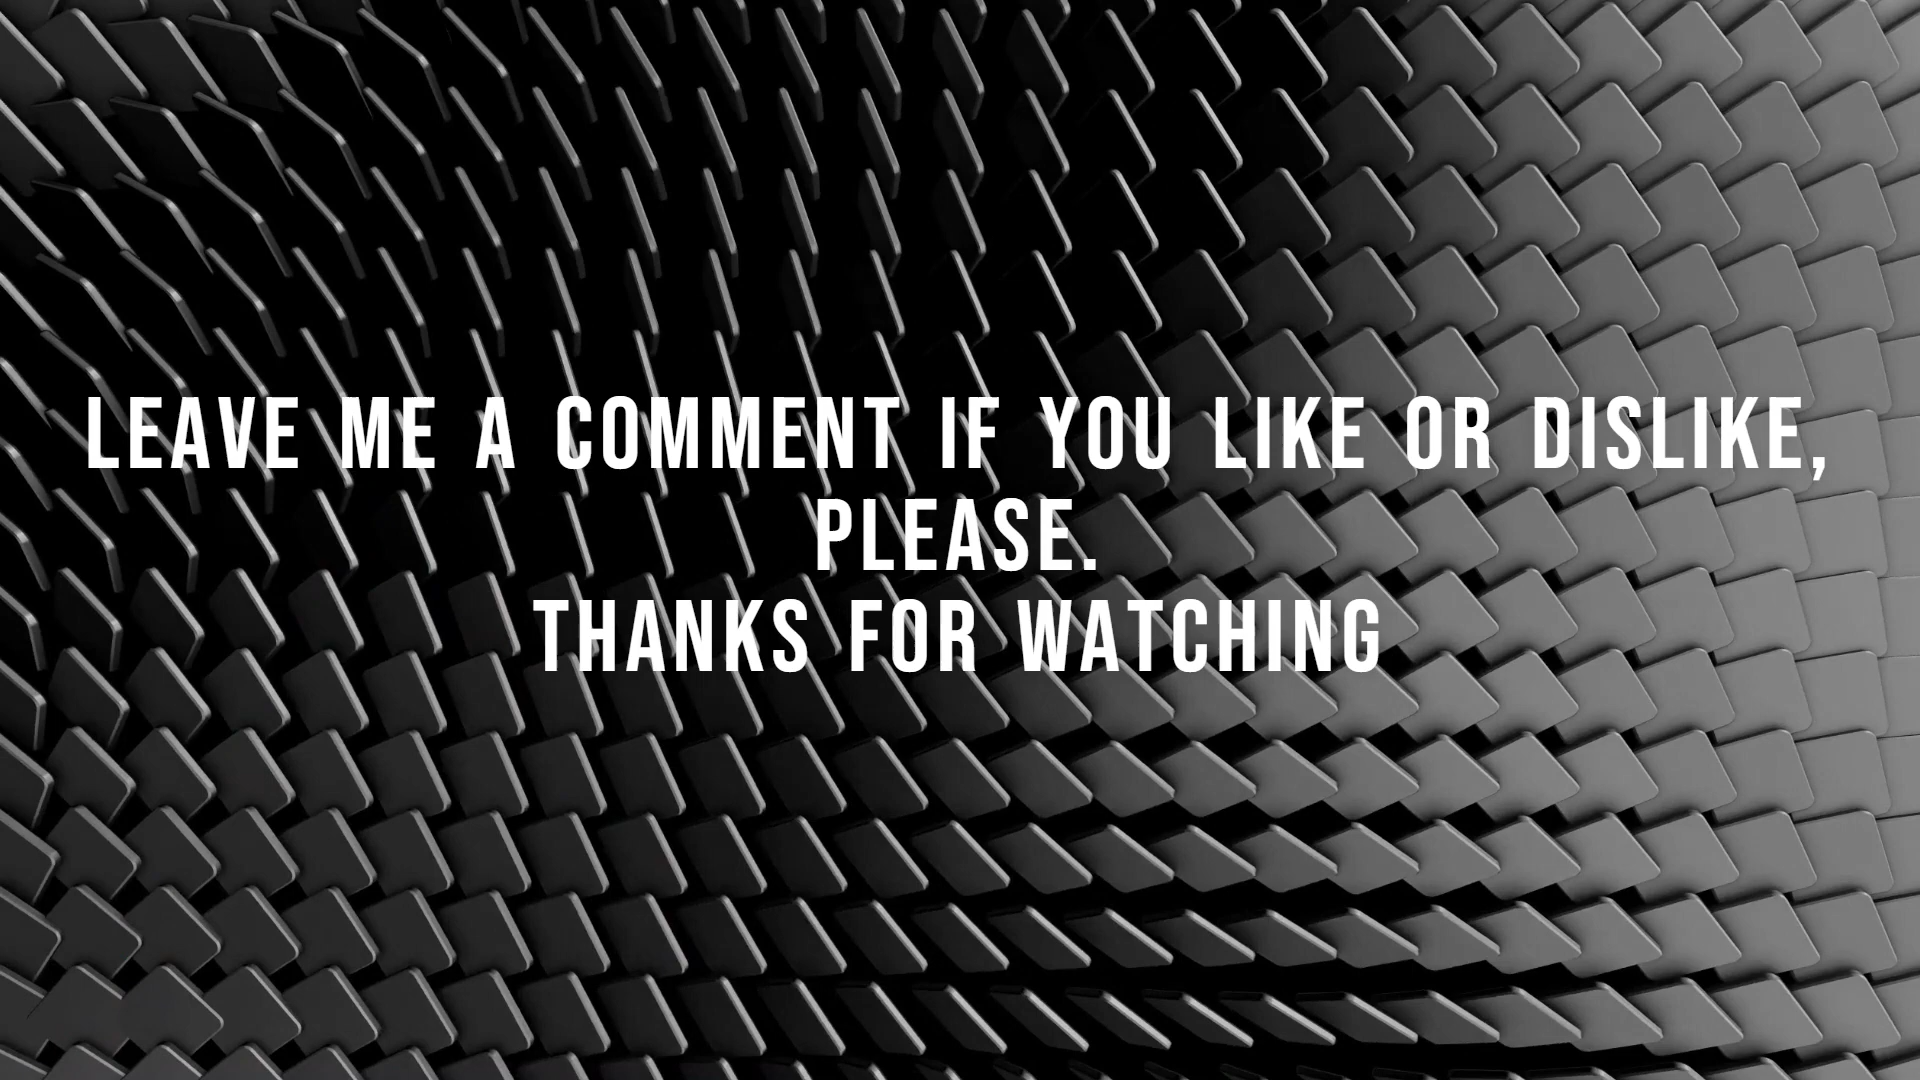 LEAVE ME A COMMENT IF YOU LIKE OR DISLIKE,
PLEASE.
THANKS FOR WATCHING